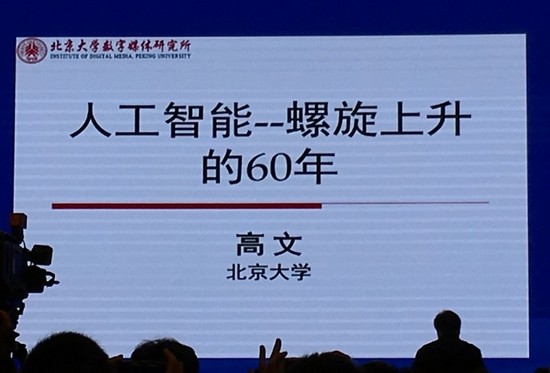 北京大学数字媒体研究所
INSTITUTE OF DIGITAL MEDIA, PEKING UNIVERSITY
人工智能--螺旋上升
的60年
高文
北京大学